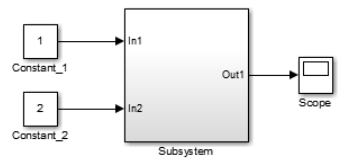 1
In1
Constant_1
Out1
Scope
2
In2
Constant_2
Subsystem